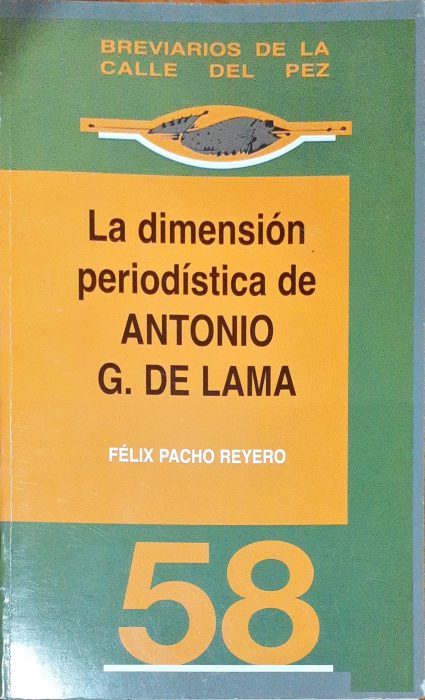 BREVIARIOS DE LA
CALLE DEL PEZ
La dimensión
periodística de
ANTONIO
G. DE LAMA
FÉLIX PACHO REYERO
58